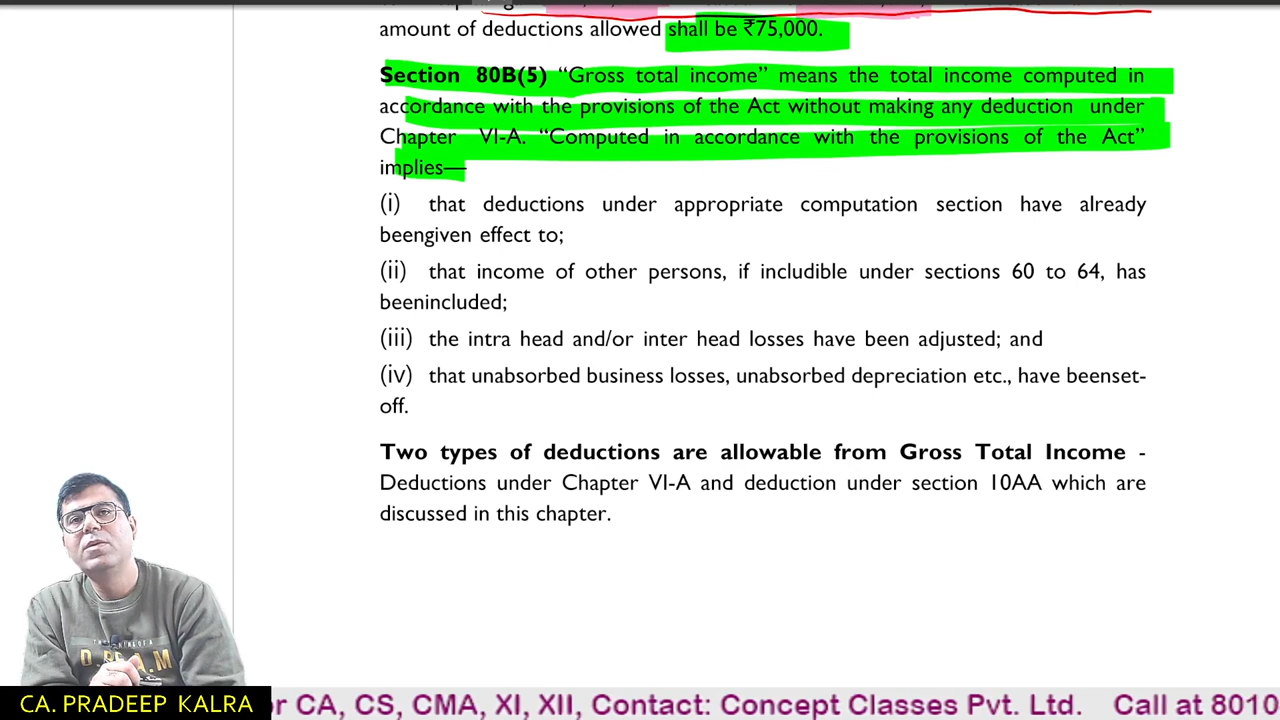 amount of deductions allowed shall be ₹75,000.
Section 80B(5) “Gross total income” means the total income computed in
accordance with the provisions of the Act without making any deduction under
Chapter VI-A. “Computed in accordance with the provisions of the Act”
implies—
(i) that deductions under appropriate computation section have already
beengiven effect to;
(ii) that income of other persons, if includible under sections 60 to 64, has
beenincluded;
(iii) the intra head and/or inter head losses have been adjusted; and
(iv) that unabsorbed business losses, unabsorbed depreciation etc., have beenset-
off.
Two types of deductions are allowable from Gross Total Income -
Deductions under Chapter VI-A and deduction under section 10AA which are
discussed in this chapter.
CA. PRADEEP KALRA
r CA, CS, CMA, XI, XII, Contact: Concept Classes Pvt. Ltd. Call at 8010